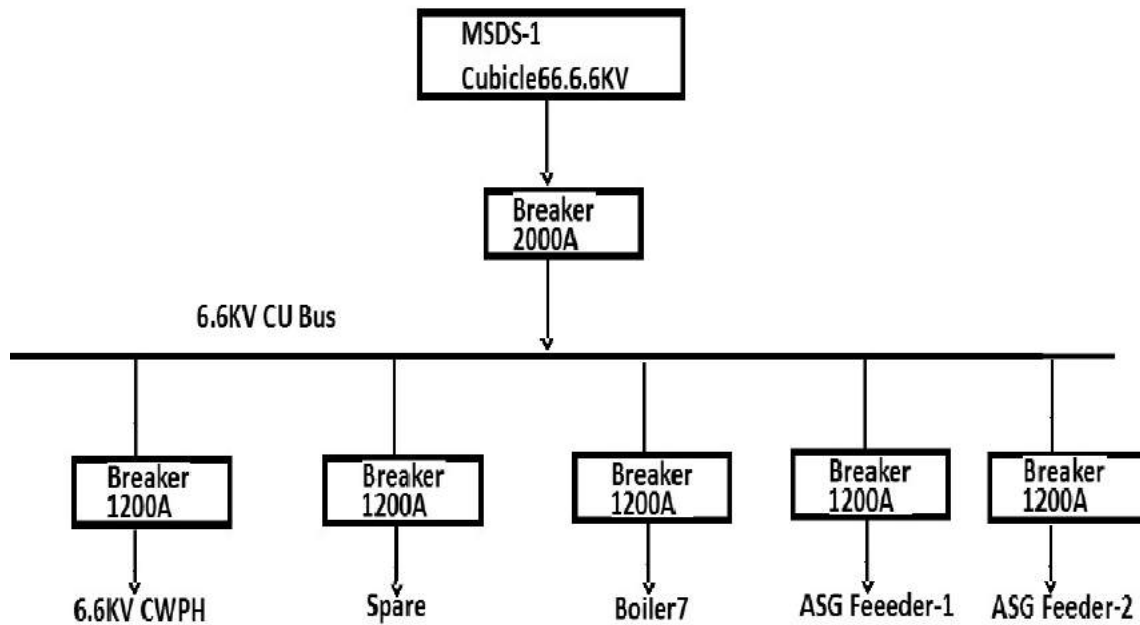 MSDS-1
Cubicle66.6.6KV
Breaker
2000A
6.6KV CU Bus
Breaker
1200A
Breaker
1200A
Breaker
1200A
Breaker
1200A
Breaker
1200A
6.6KV CWPH
Spare
Boiler7
ASG Feeeder-1
ASG Feeder-2